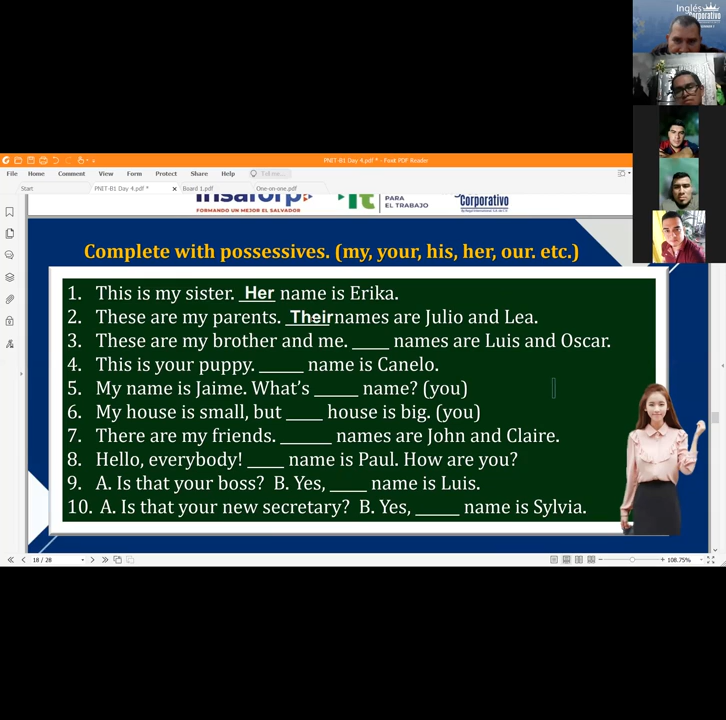 Inglés
Corporativo
PNIT-B1 Day 4.pdf * - Foxit PDF Reader
File Home Comment View Form Protect Share Help Tell me...
Start PNIT-B1 Day 4.pdf * Board 1.pdf One-on-one.pdf
FORMANDO UN MEJOR EL SALVADOR
PARA
EL TRABAJO
Corporativo
Complete with possessives. (my, your, his, her, our. etc.)
1. This is my sister. Her name is Erika.
2. These are my parents. Their names are Julio and Lea.
3. These are my brother and me. _____ names are Luis and Oscar.
4. This is your puppy. ______ name is Canelo.
5. My name is Jaime. What's ______ name? (you)
6. My house is small, but _____ house is big. (you)
7. There are my friends. _______ names are John and Claire.
8. Hello, everybody! _____ name is Paul. How are you?
9. A. Is that your boss? B. Yes, _____ name is Luis.
10. A. Is that your new secretary? B. Yes, ______ name is Sylvia.
18 / 28
108.75%